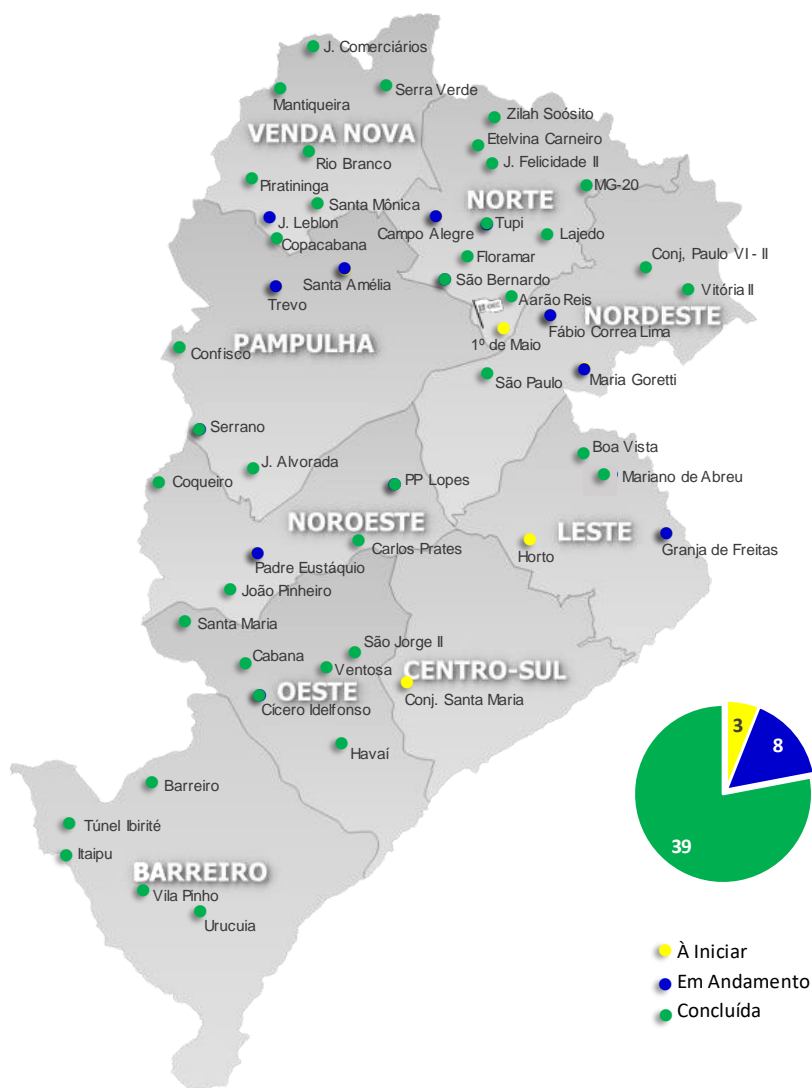 J. Comerciários
Serra Verde
Mantiqueira
Zilah Soósito
VENDA NOVA
Etelvina Carneiro
Rio Branco
J. Felicidade II
Piratininga
MG-20
NORTE
Santa Mônica
J. Leblon
Campo Alegre
Tupi
Lajedo
Copacabana
Floramar
Conj, Paulo VI - II
Santa Amélia
São Bernardo
Trevo
Vitória II
Aarão Reis
NORDESTE
Fábio Correa Lima
PAMPULHA
1º de Maio
Confisco
São Paulo
Maria Goretti
Serrano
Boa Vista
J. Alvorada
Coqueiro
PP Lopes
Mariano de Abreu
NOROESTE
LESTE
Carlos Prates
Horto
Granja de Freitas
Padre Eustáquio
João Pinheiro
Santa Maria
São Jorge II
Cabana
Ventosa
CENTRO-SUL
OESTE
Conj. Santa Maria
Cícero Idelfonso
3
8
Havaí
Barreiro
Túnel Ibirité
39
Itaipu
BARREIRO
Vila Pinho
Urucuia
À Iniciar
Em Andamento
Concluída